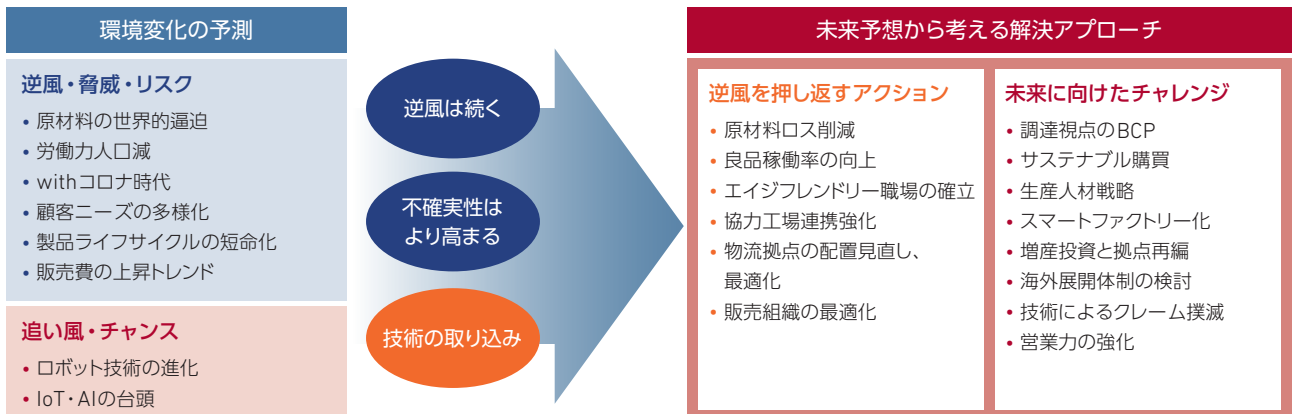 環境変化の予測
逆風・脅威・リスク
• 原材料の世界的逼迫
• 労働力人口減
• withコロナ時代
• 顧客ニーズの多様化
• 製品ライフサイクルの短命化
• 販売費の上昇トレンド
追い風・チャンス
• ロボット技術の進化
• IoT・AIの台頭
逆風は続く
不確実性は
より高まる
技術の取り込み
未来予想から考える解決アプローチ
逆風を押し返すアクション
• 原材料ロス削減
• 良品稼働率の向上
• エイジフレンドリー職場の確立
• 協力工場連携強化
• 物流拠点の配置見直し、
最適化
• 販売組織の最適化
未来に向けたチャレンジ
• 調達視点のBCP
• サステナブル購買
• 生産人材戦略
• スマートファクトリー化
• 増産投資と拠点再編
• 海外展開体制の検討
• 技術によるクレーム撲滅
• 営業力の強化